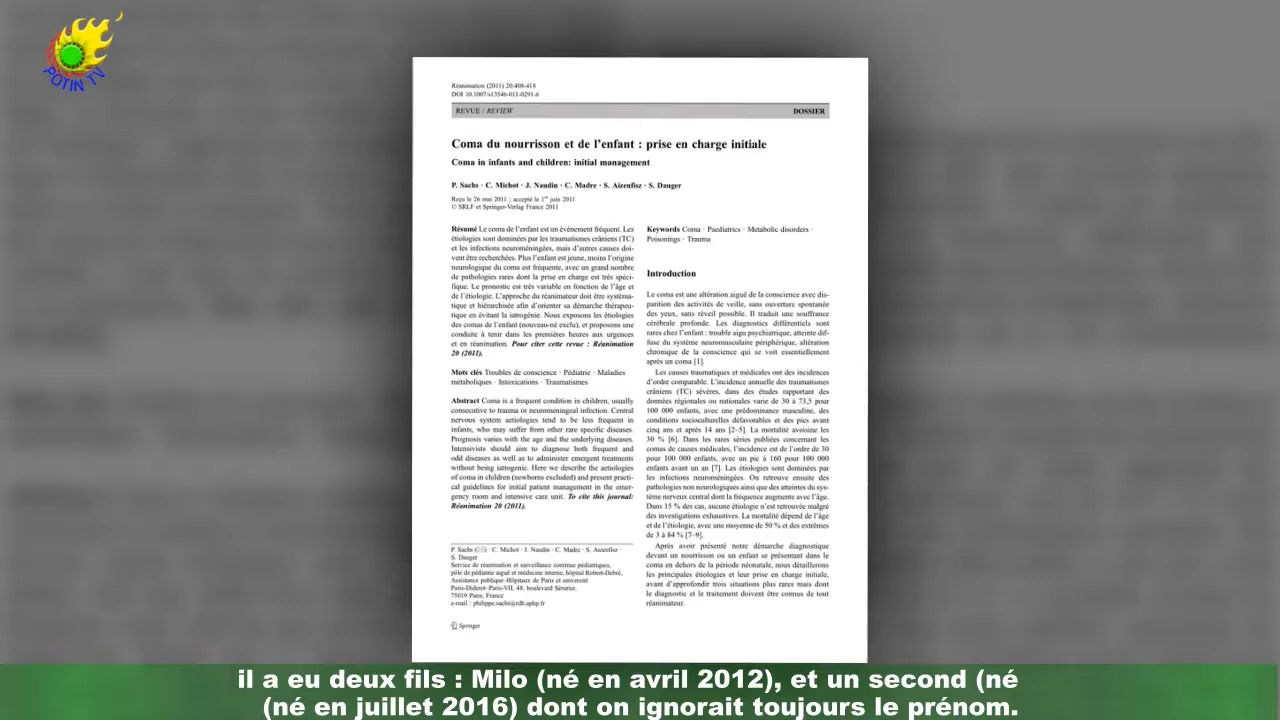 POTIN TV
Réanimation (2011) 20:408-418
DOI 10.1007/s13546-011-0291-6
REVUE / REVIEW
DOSSIER
Coma du nourrisson et de l'enfant : prise en charge initiale
Coma in infants and children: initial management
P. Sachs · C. Michot · J. Naudin · C. Madre · S. Aizenfisz · S. Dauger
Reçu le 26 mai 2011 ; accepté le 1er juin 2011
© SRLF et Springer-Verlag France 2011
Résumé Le coma de l'enfant est un événement fréquent. Les
étiologies sont dominées par les traumatismes crâniens (TC)
et les infections neuroméningées, mais d'autres causes doi-
vent être recherchées. Plus l'enfant est jeune, moins l'origine
neurologique du coma est fréquente, avec un grand nombre
de pathologies rares dont la prise en charge est très spéci-
fique. Le pronostic est très variable en fonction de l'âge et
de l'étiologie. L'approche du réanimateur doit être systéma-
tique et hiérarchisée afin d'orienter sa démarche thérapeu-
tique en évitant la iatrogénie. Nous exposons les étiologies
des comas de l'enfant (nouveau-né exclu), et proposons une
conduite à tenir dans les premières heures aux urgences
et en réanimation. Pour citer cette revue : Réanimation
20 (2011).
Mots clés Troubles de conscience · Pédiatrie · Maladies
métaboliques · Intoxications · Traumatismes
Abstract Coma is a frequent condition in children, usually
consecutive to trauma or neuromeningeal infection. Central
nervous system aetiologies tend to be less frequent in
infants, who may suffer from other rare specific diseases.
Prognosis varies with the age and the underlying diseases.
Intensivists should aim to diagnose both frequent and
odd diseases as well as to administer emergent treatments
without being iatrogenic. Here we describe the aetiologies
of coma in children (newborns excluded) and present practi-
cal guidelines for initial patient management in the emer-
gency room and intensive care unit. To cite this journal:
Réanimation 20 (2011).
P. Sachs (✉) · C. Michot · J. Naudin · C. Madre · S. Aizenfisz ·
S. Dauger
Service de réanimation et surveillance continue pédiatriques,
pôle de pédiatrie aiguë et médecine interne, hôpital Robert-Debré,
Assistance publique-Hôpitaux de Paris et université
Paris-Diderot-Paris-VII, 48, boulevard Sérurier,
75019 Paris, France
e-mail : philippe.sachs@rdb.aphp.fr
Springer
Keywords Coma · Paediatrics · Metabolic disorders ·
Poisonings · Trauma
Introduction
Le coma est une altération aiguë de la conscience avec dis-
parition des activités de veille, sans ouverture spontanée
des yeux, sans réveil possible. Il traduit une souffrance
cérébrale profonde. Les diagnostics différentiels sont
rares chez l'enfant : trouble aigu psychiatrique, atteinte dif-
fuse du système neuromusculaire périphérique, altération
chronique de la conscience qui se voit essentiellement
après un coma [1].
Les causes traumatiques et médicales ont des incidences
d'ordre comparable. L'incidence annuelle des traumatismes
crâniens (TC) sévères, dans des études rapportant des
données régionales ou nationales varie de 30 à 73,5 pour
100 000 enfants, avec une prédominance masculine, des
conditions socioculturelles défavorables et des pics avant
cinq ans et après 14 ans [2–5]. La mortalité avoisine les
30 % [6]. Dans les rares séries publiées concernant les
comas de causes médicales, l'incidence est de l'ordre de 30
pour 100 000 enfants, avec un pic à 160 pour 100 000
enfants avant un an [7]. Les étiologies sont dominées par
les infections neuroméningées. On retrouve ensuite des
pathologies non neurologiques ainsi que des atteintes du sys-
tème nerveux central dont la fréquence augmente avec l'âge.
Dans 15 % des cas, aucune étiologie n'est retrouvée malgré
des investigations exhaustives. La mortalité dépend de l'âge
et de l'étiologie, avec une moyenne de 50 % et des extrêmes
de 3 à 84 % [7–9].
Après avoir présenté notre démarche diagnostique
devant un nourrisson ou un enfant se présentant dans le
coma en dehors de la période néonatale, nous détaillerons
les principales étiologies et leur prise en charge initiale,
avant d'approfondir trois situations plus rares mais dont
le diagnostic et le traitement doivent être connus de tout
réanimateur.
il a eu deux fils : Milo (né en avril 2012), et un second (né
(né en juillet 2016) dont on ignorait toujours le prénom.